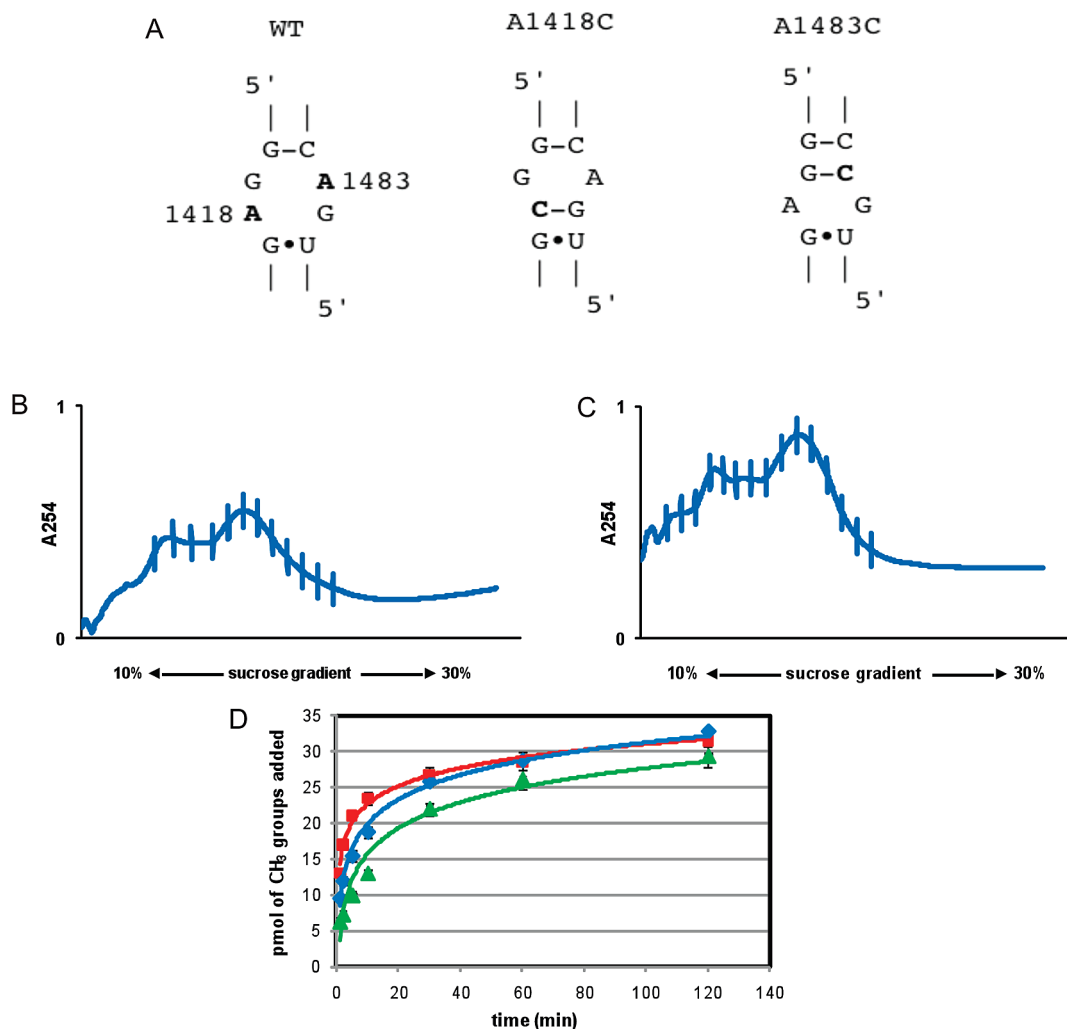 A
WT
A1418C
A1483C
5'
5'
5'
G–C
G–C
G–C
G
A 1483
G
A
G–C
1418 A
G
C–G
A
G
G•U
G•U
G•U
5'
5'
5'
B
C
1
1
A254
A254
0
0
10% sucrose gradient 30%
10% sucrose gradient 30%
D
35
30
25
20
15
10
5
0
pmol of CH3 groups added
0 20 40 60 80 100 120 140
time (min)